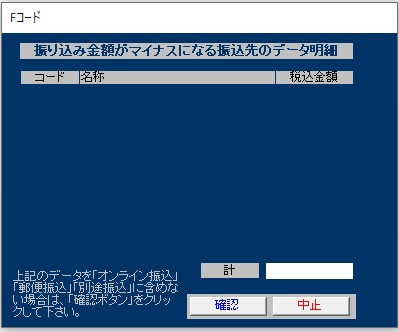 Fコード
振り込み金額がマイナスになる振込先のデータ明細
コード 名称 税込金額
計
上記のデータを「オンライン振込」
「郵便振込」「別途振込」に含めな
い場合は、「確認ボタン」をクリッ
クして下さい。
確認 中止